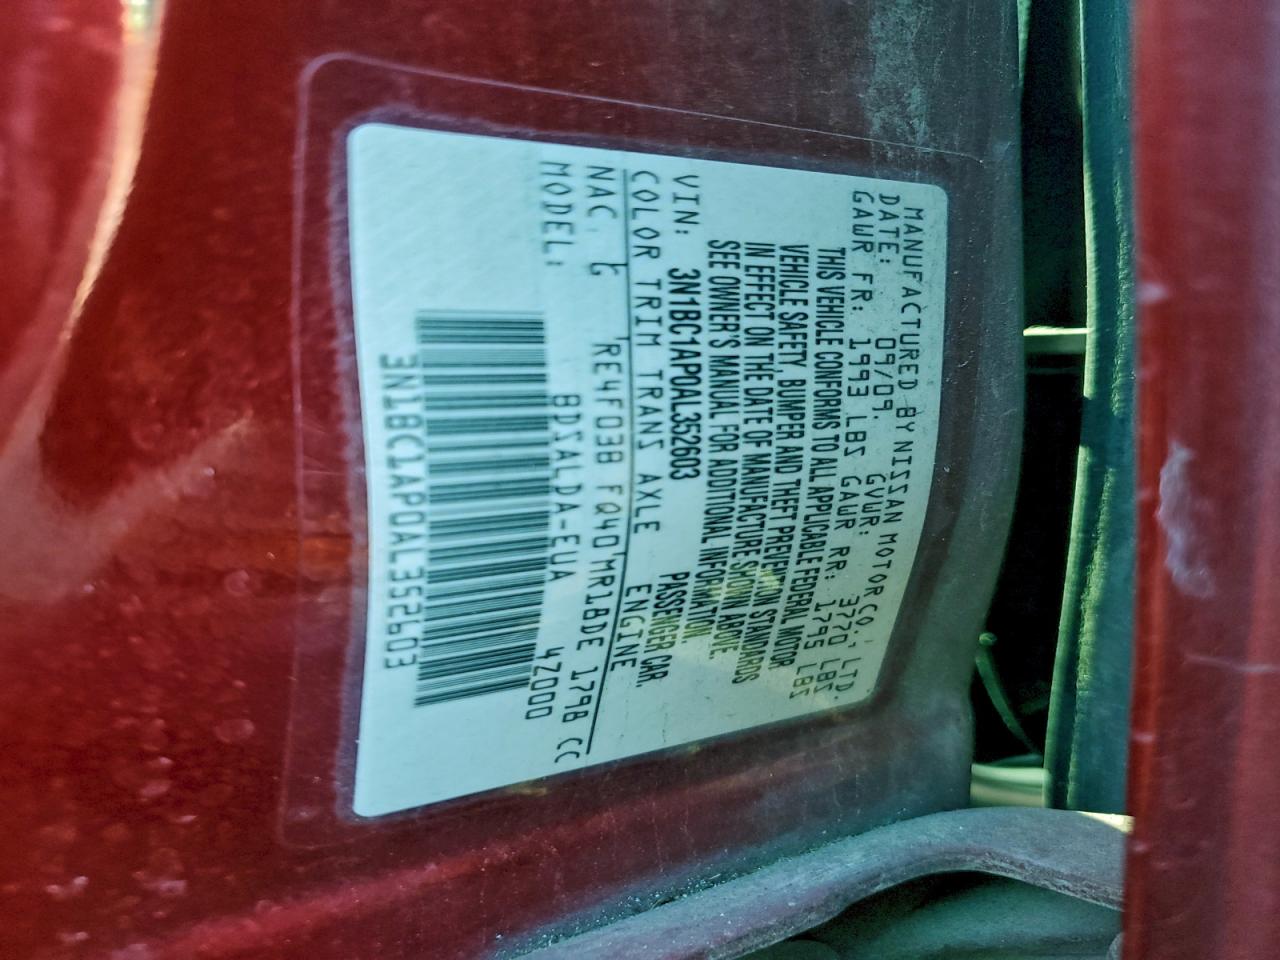 MANUFACTURED BY NISSAN MOTOR CO., LTD.
DATE: 09/09. GVWR: 3770 LBS
GAWR FR: 1993 LBS GAWR RR: 1795 LBS
THIS VEHICLE CONFORMS TO ALL APPLICABLE FEDERAL MOTOR
VEHICLE SAFETY, BUMPER AND THEFT PREVENTION STANDARDS
IN EFFECT ON THE DATE OF MANUFACTURE SHOWN ABOVE.
SEE OWNER'S MANUAL FOR ADDITIONAL INFORMATION.
VIN: 3N1BC1AP0AL352603 PASSENGER CAR.
COLOR TRIM TRANS AXLE ENGINE
NAC. G RE4F03B FQ40 MR18DE 1798 CC
MODEL: BDSALDA-EUA 4Z000
3N1BC1AP0AL352603